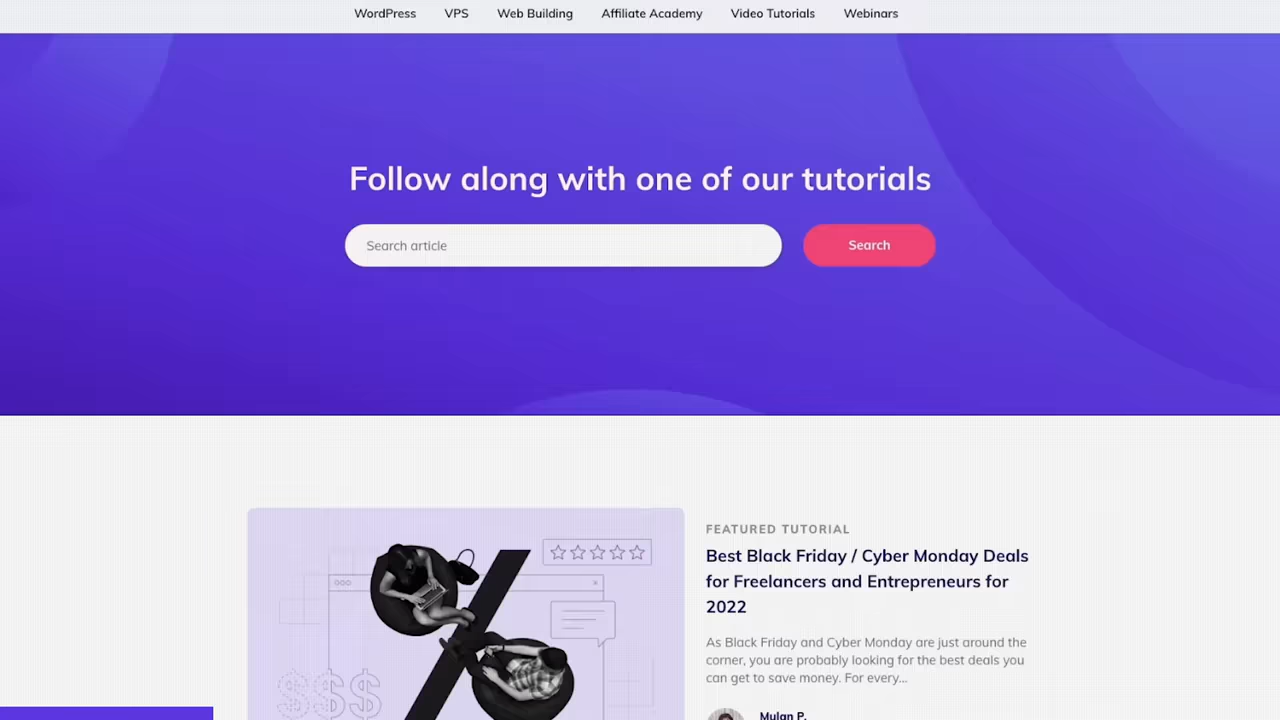 WordPress VPS Web Building Affiliate Academy Video Tutorials Webinars
Follow along with one of our tutorials
Search article Search
FEATURED TUTORIAL
Best Black Friday / Cyber Monday Deals
for Freelancers and Entrepreneurs for
2022
As Black Friday and Cyber Monday are just around the
corner, you are probably looking for the best deals you
can get to save money. For every...
Mulan P.
$$$